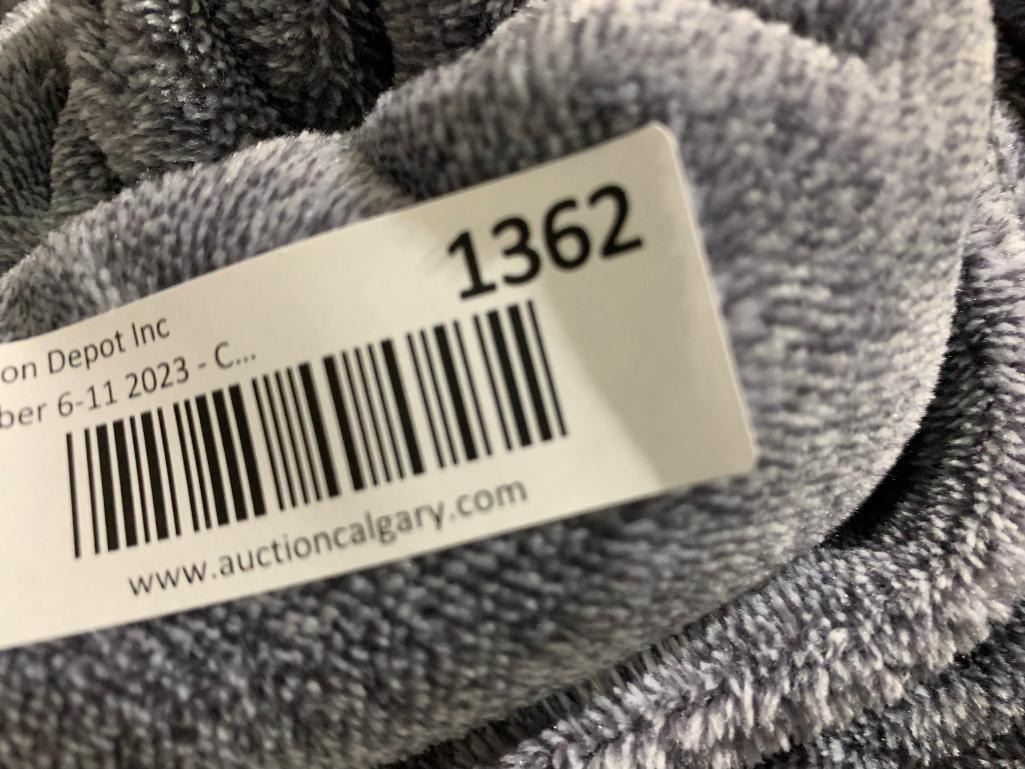 1362
on Depot Inc
ber 6-11 2023 - C...
www.auctioncalgary.com